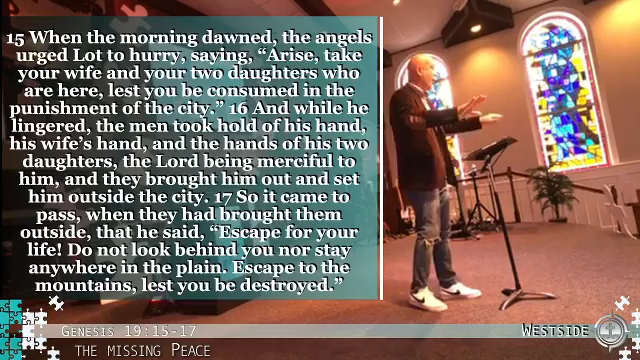 15 When the morning dawned, the angels
urged Lot to hurry, saying, “Arise, take
your wife and your two daughters who
are here, lest you be consumed in the
punishment of the city.” 16 And while he
lingered, the men took hold of his hand,
his wife’s hand, and the hands of his two
daughters, the Lord being merciful to
him, and they brought him out and set
him outside the city. 17 So it came to
pass, when they had brought them
outside, that he said, “Escape for your
life! Do not look behind you nor stay
anywhere in the plain. Escape to the
mountains, lest you be destroyed.”
Genesis 19:15-17
Westside
the missing Peace